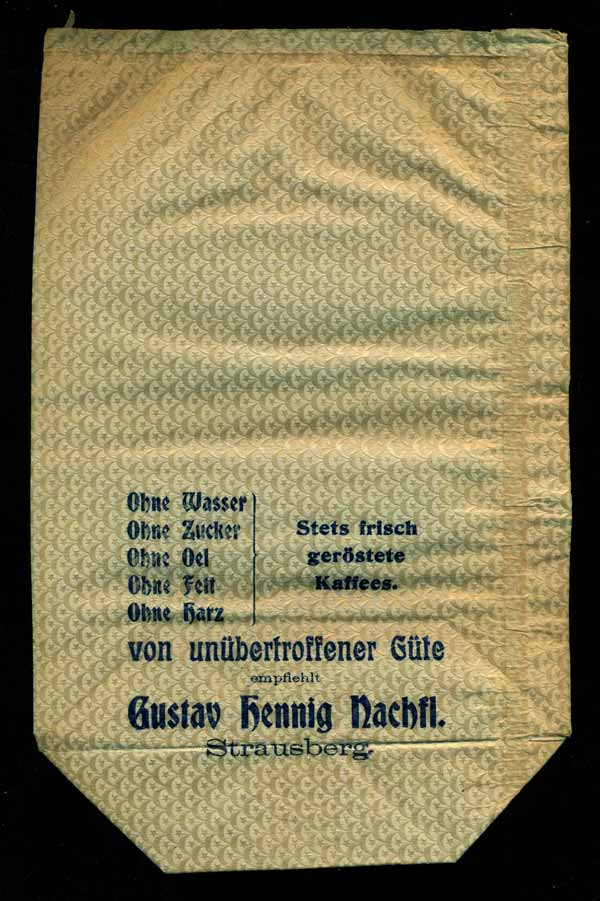 Ohne Wasser
Ohne Zucker
Ohne Oel
Ohne Fett
Ohne Harz
Stets frisch
geröstete
Kaffees.
von unübertroffener Güte
empfiehlt
Gustav Hennig Nachfl.
Strausberg.